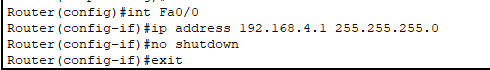 Router(config)#int Fa0/0
Router(config-if)#ip address 192.168.4.1 255.255.255.0
Router(config-if)#no shutdown
Router(config-if)#exit